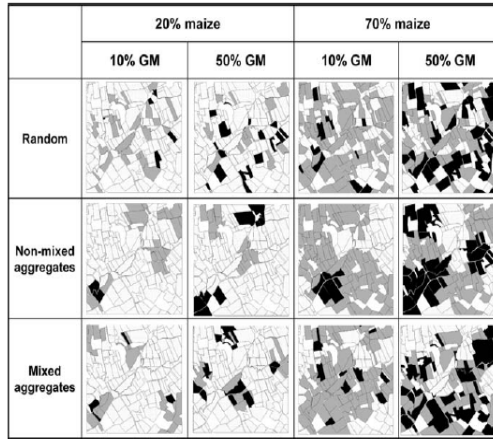 20% maize 70% maize
10% GM 50% GM 10% GM 50% GM
Random
Non-mixed
aggregates
Mixed
aggregates